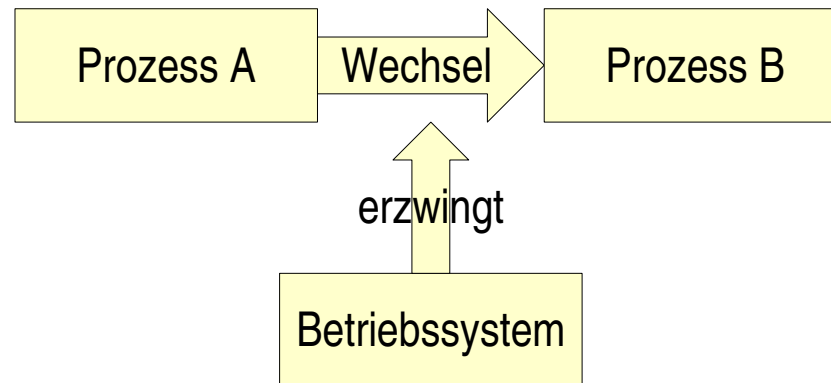 Prozess A
Wechsel
Prozess B
erzwingt
Betriebssystem